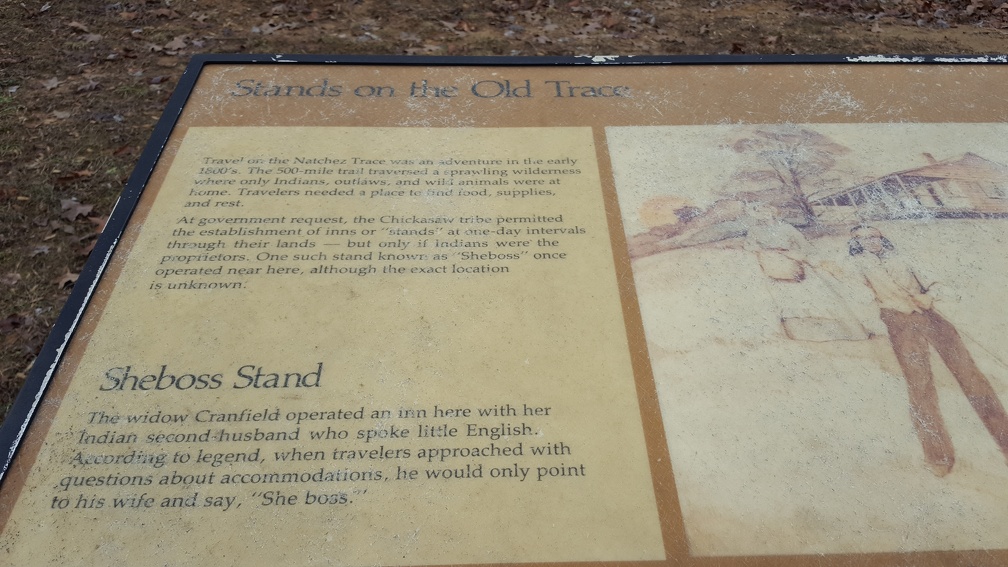 Stands on the Old Trace
Travel on the Natchez Trace was an adventure in the early
1800's. The 500-mile trail traversed a sprawling wilderness
where only Indians, outlaws, and wild animals were at
home. Travelers needed a place to find food, supplies,
and rest.
At government request, the Chickasaw tribe permitted
the establishment of inns or "stands" at one-day intervals
through their lands — but only if Indians were the
proprietors. One such stand known as "Sheboss" once
operated near here, although the exact location
is unknown.
Sheboss Stand
The widow Cranfield operated an inn here with her
Indian second husband who spoke little English.
According to legend, when travelers approached with
questions about accommodations, he would only point
to his wife and say, "She boss."